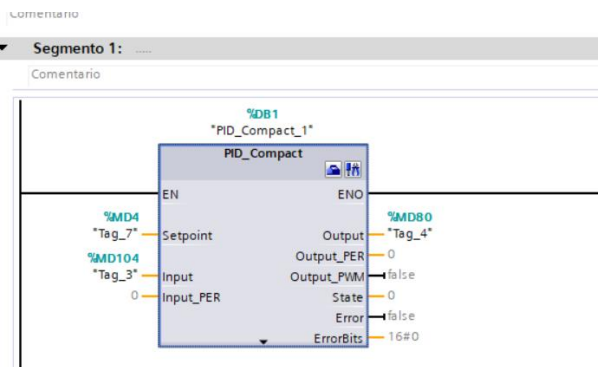 Comentario
Segmento 1: .....
Comentario
%DB1
"PID_Compact_1"
PID_Compact
EN ENO
%MD4 %MD80
"Tag_7" Setpoint Output "Tag_4"
%MD104 Output_PER 0
"Tag_3" Input Output_PWM false
0 Input_PER State 0
Error false
ErrorBits 16#0